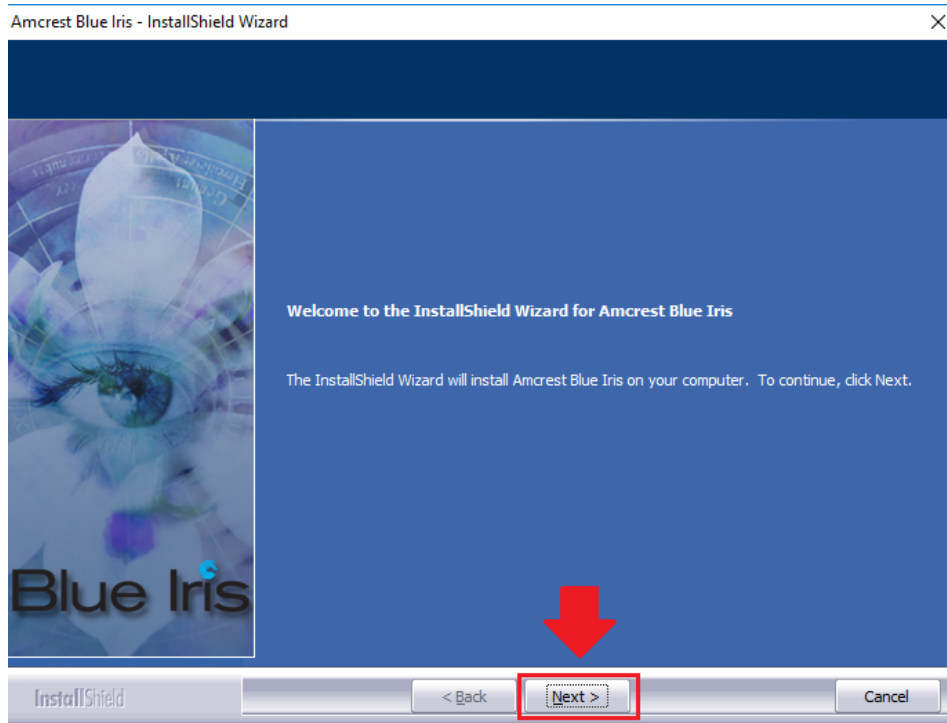 Amcrest Blue Iris - InstallShield Wizard
Gemini
Welcome to the InstallShield Wizard for Amcrest Blue Iris
The InstallShield Wizard will install Amcrest Blue Iris on your computer. To continue, click Next.
Blue Iris
InstallShield
< Back
Next >
Cancel